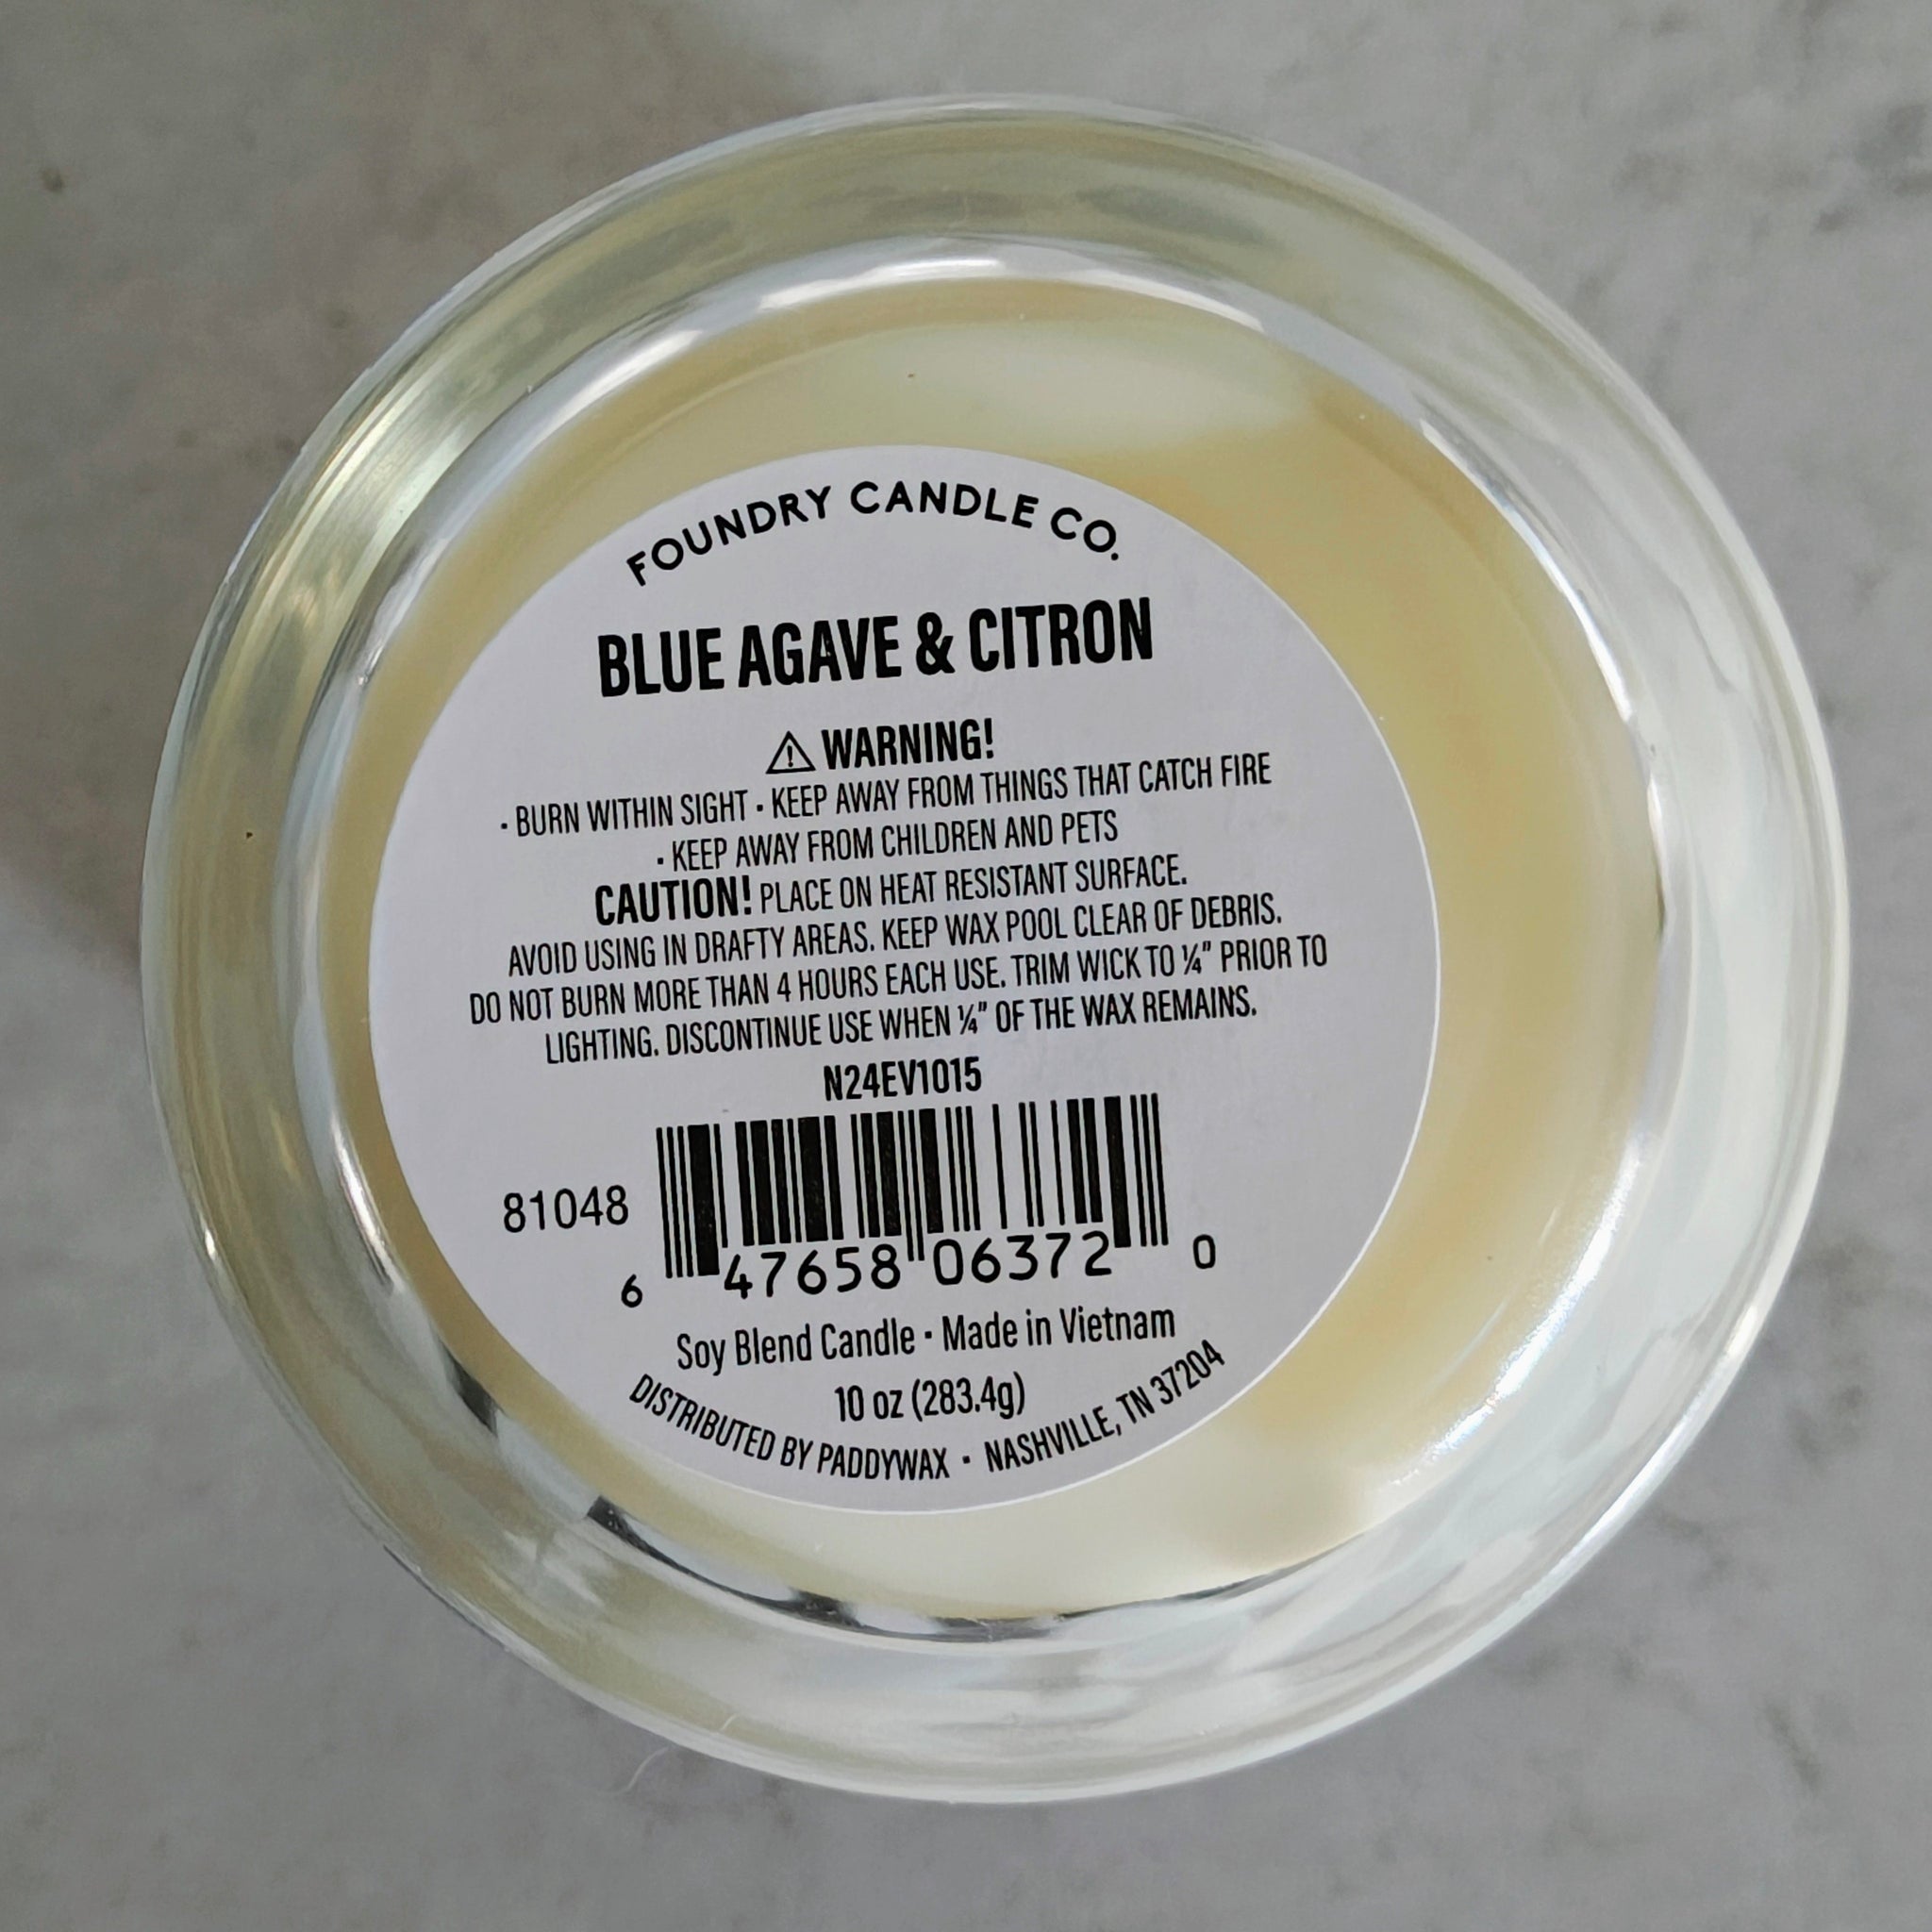 FOUNDRY CANDLE CO.
BLUE AGAVE & CITRON
⚠ WARNING!
· BURN WITHIN SIGHT · KEEP AWAY FROM THINGS THAT CATCH FIRE
· KEEP AWAY FROM CHILDREN AND PETS
CAUTION! PLACE ON HEAT RESISTANT SURFACE.
AVOID USING IN DRAFTY AREAS. KEEP WAX POOL CLEAR OF DEBRIS.
DO NOT BURN MORE THAN 4 HOURS EACH USE. TRIM WICK TO ¼" PRIOR TO
LIGHTING. DISCONTINUE USE WHEN ¼" OF THE WAX REMAINS.
N24EV1015
81048
6 47658 06372 0
Soy Blend Candle · Made in Vietnam
10 oz (283.4g)
DISTRIBUTED BY PADDYWAX · NASHVILLE, TN 37204